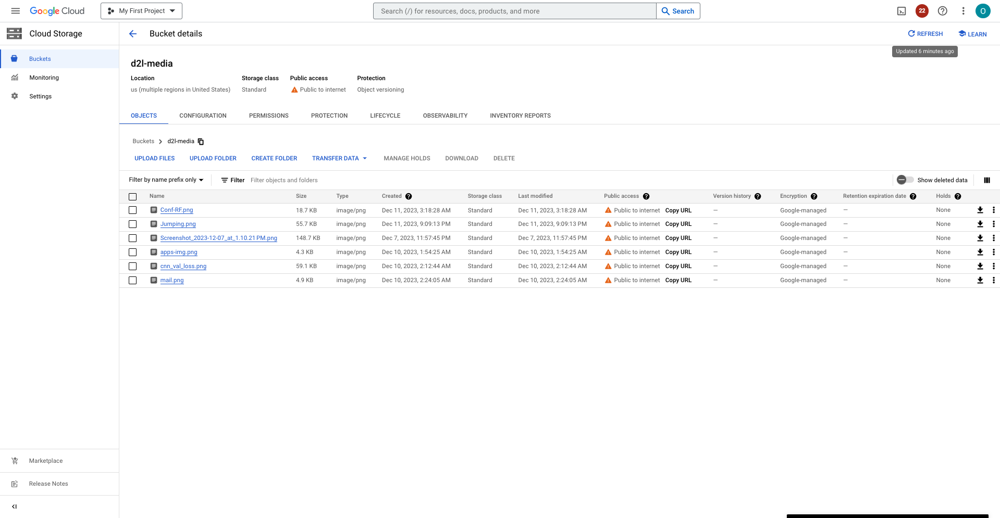 Google Cloud
My First Project
Search (/) for resources, docs, products, and more
Search
22
O
Cloud Storage
Bucket details
REFRESH
LEARN
Updated 6 minutes ago
Buckets
Monitoring
Settings
d2l-media
Location Storage class Public access Protection
us (multiple regions in United States) Standard Public to internet Object versioning
OBJECTS CONFIGURATION PERMISSIONS PROTECTION LIFECYCLE OBSERVABILITY INVENTORY REPORTS
Buckets d2l-media
UPLOAD FILES UPLOAD FOLDER CREATE FOLDER TRANSFER DATA MANAGE HOLDS DOWNLOAD DELETE
Filter by name prefix only Filter Filter objects and folders Show deleted data
Name Size Type Created Storage class Last modified Public access Version history Encryption Retention expiration date Holds
Conf-RF.png 18.7 KB image/png Dec 11, 2023, 3:18:28 AM Standard Dec 11, 2023, 3:18:28 AM Public to internet Copy URL — Google-managed — None
Jumping.png 55.7 KB image/png Dec 11, 2023, 9:09:13 PM Standard Dec 11, 2023, 9:09:13 PM Public to internet Copy URL — Google-managed — None
Screenshot_2023-12-07_at_1.10.21 PM.png 148.7 KB image/png Dec 7, 2023, 11:57:45 PM Standard Dec 7, 2023, 11:57:45 PM Public to internet Copy URL — Google-managed — None
apps-img.png 4.3 KB image/png Dec 10, 2023, 1:54:25 AM Standard Dec 10, 2023, 1:54:25 AM Public to internet Copy URL — Google-managed — None
cnn_val_loss.png 59.1 KB image/png Dec 10, 2023, 2:12:44 AM Standard Dec 10, 2023, 2:12:44 AM Public to internet Copy URL — Google-managed — None
mail.png 4.9 KB image/png Dec 10, 2023, 2:24:05 AM Standard Dec 10, 2023, 2:24:05 AM Public to internet Copy URL — Google-managed — None
Marketplace
Release Notes